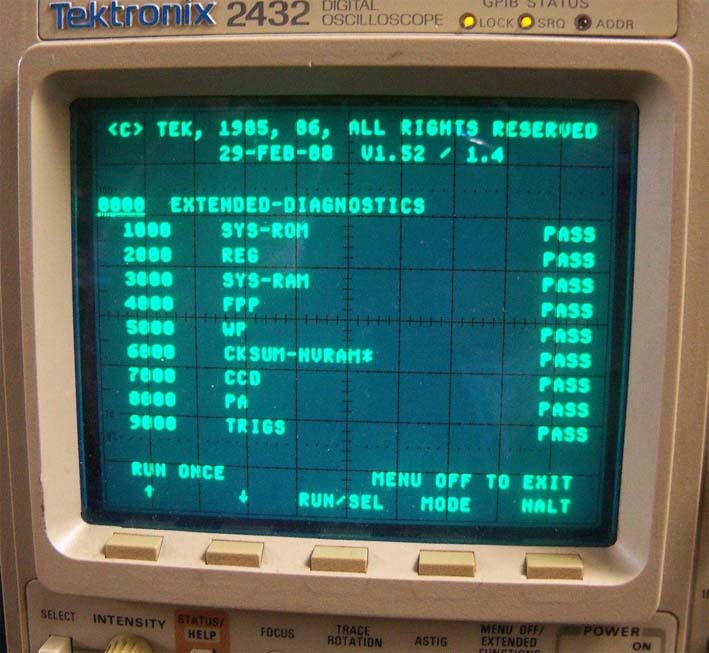 Tektronix 2432 DIGITAL OSCILLOSCOPE
GPIB STATUS
LOCK SRQ ADDR
<C> TEK, 1985, 86, ALL RIGHTS RESERVED
29-FEB-88 V1.52 / 1.4
0000 EXTENDED-DIAGNOSTICS
1000 SYS-ROM PASS
2000 REG PASS
3000 SYS-RAM PASS
4000 FPP PASS
5000 WP PASS
6000 CKSUM-NVRAM* PASS
7000 CCD PASS
8000 PA PASS
9000 TRIGS PASS
RUN ONCE MENU OFF TO EXIT
↑ ↓ RUN/SEL MODE HALT
SELECT INTENSITY STATUS/ HELP FOCUS TRACE ROTATION ASTIG MENU OFF/ EXTENDED FUNCTIONS POWER
ON